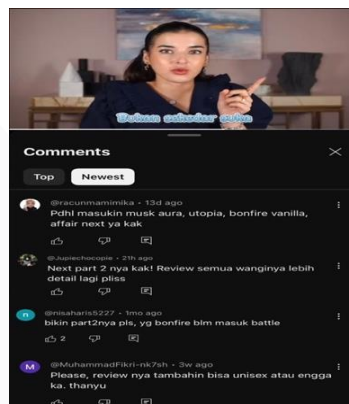 Comments
Top
Newest
@racunmamimika • 13d ago
Pdhl masukin musk aura, utopia, bonfire vanilla,
affair next ya kak
@Jupiechocopie • 21h ago
Next part 2 nya kak! Review semua wanginya lebih
detail lagi pliss
n
@nisaharis5227 • 1mo ago
bikin part2nya pls, yg bonfire blm masuk battle
2
M
@MuhammadFikri-nk7sh • 3w ago
Please, review nya tambahin bisa unisex atau engga
ka. thanyu